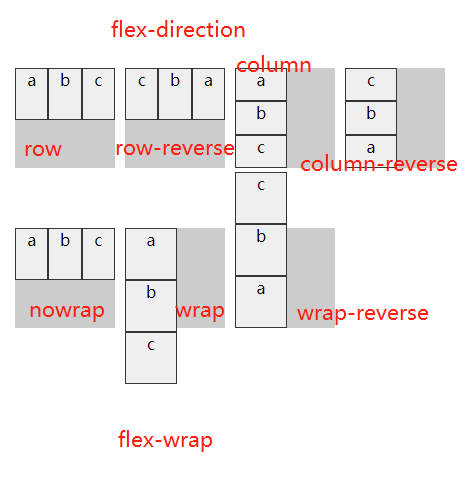 flex-direction
a b c
c b a
a
b
c
c
b
a
row
row-reverse
column
column-reverse
a b c
a
b
c
c
b
a
nowrap
wrap
wrap-reverse
flex-wrap